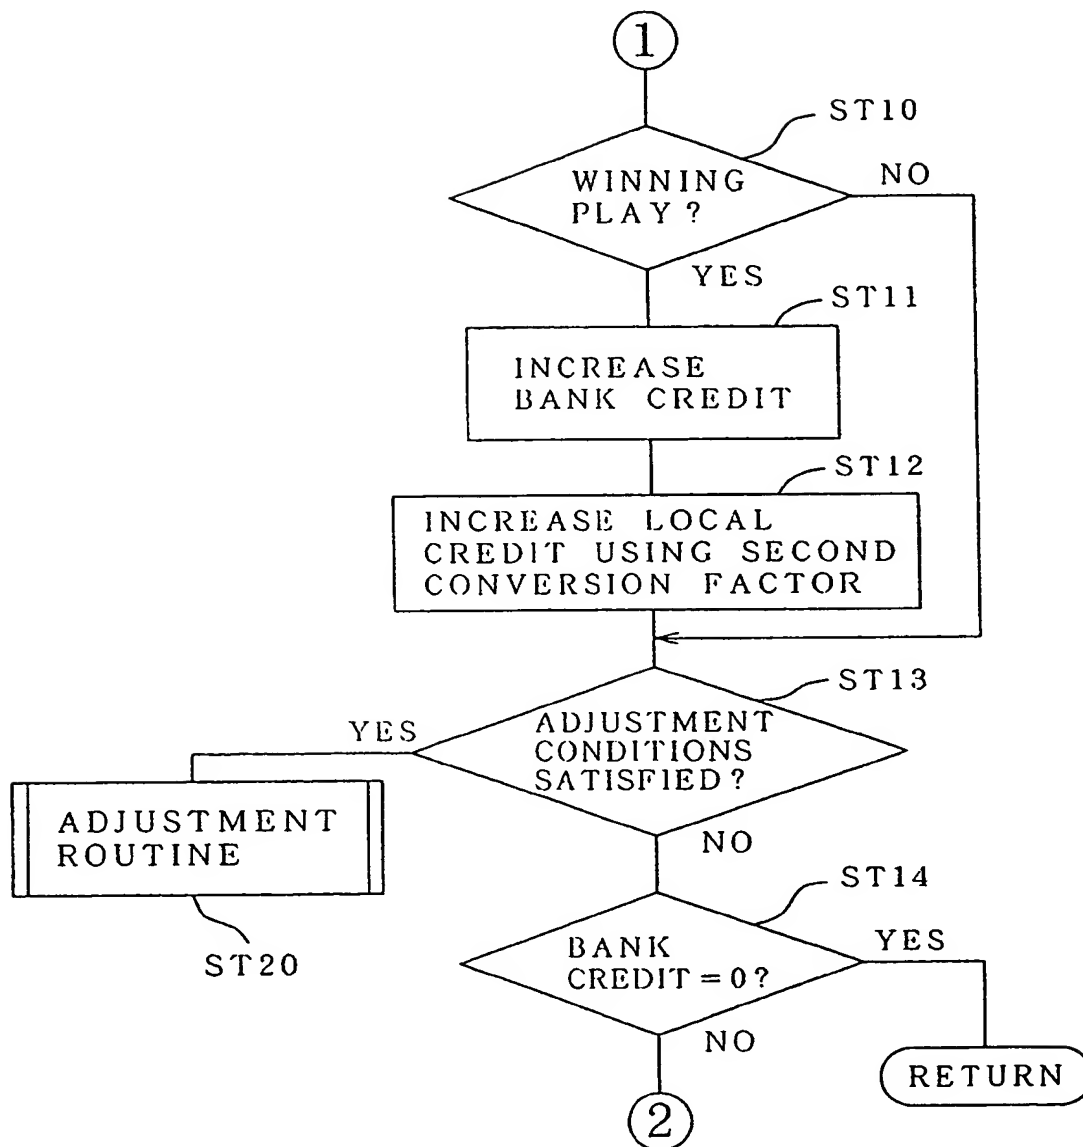 1
ST10
WINNING
PLAY?
NO
YES
ST11
INCREASE
BANK CREDIT
ST12
INCREASE LOCAL
CREDIT USING SECOND
CONVERSION FACTOR
ST13
YES
ADJUSTMENT
CONDITIONS
SATISFIED?
ADJUSTMENT
ROUTINE
NO
ST14
ST20
BANK
CREDIT=0?
YES
NO
RETURN
2